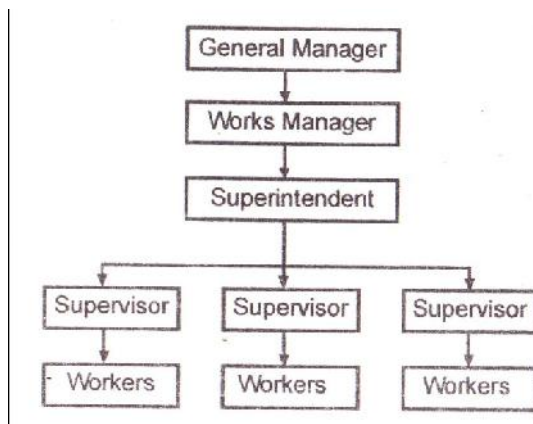 General Manager
Works Manager
Superintendent
Supervisor
Supervisor
Supervisor
Workers
Workers
Workers